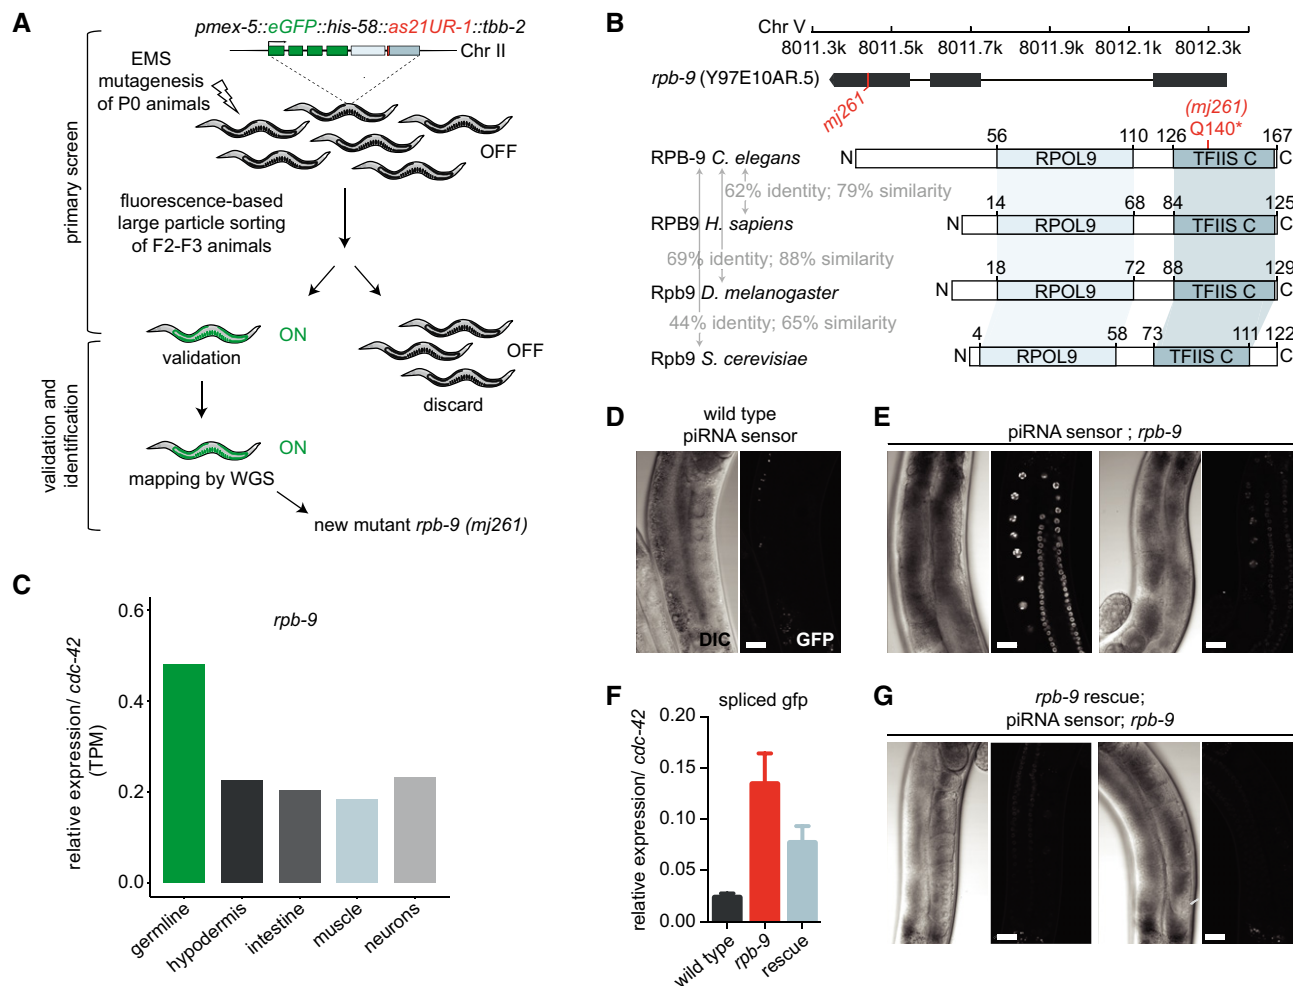 A
pmex-5::eGFP::his-58::as21UR-1::tbb-2
Chr II
EMS
mutagenesis
of P0 animals
OFF
primary screen
fluorescence-based
large particle sorting
of F2-F3 animals
ON
validation
OFF
discard
validation and
identification
ON
mapping by WGS
new mutant rpb-9 (mj261)
B
Chr V
8011.3k 8011.5k 8011.7k 8011.9k 8012.1k 8012.3k
rpb-9 (Y97E10AR.5)
mj261
(mj261)
Q140*
56 110 126 167
RPB-9 C. elegans N RPOL9 TFIIS C C
62% identity; 79% similarity
14 68 84 125
RPB9 H. sapiens N RPOL9 TFIIS C C
69% identity; 88% similarity
18 72 88 129
Rpb9 D. melanogaster N RPOL9 TFIIS C C
44% identity; 65% similarity
4 58 73 111 122
Rpb9 S. cerevisiae N RPOL9 TFIIS C C
C
rpb-9
relative expression/ cdc-42
(TPM)
0.6
0.4
0.2
0.0
germline
hypodermis
intestine
muscle
neurons
D
wild type
piRNA sensor
DIC
GFP
E
piRNA sensor ; rpb-9
F
spliced gfp
relative expression/ cdc-42
0.20
0.15
0.10
0.05
0.00
wild type
rpb-9
rescue
G
rpb-9 rescue;
piRNA sensor; rpb-9